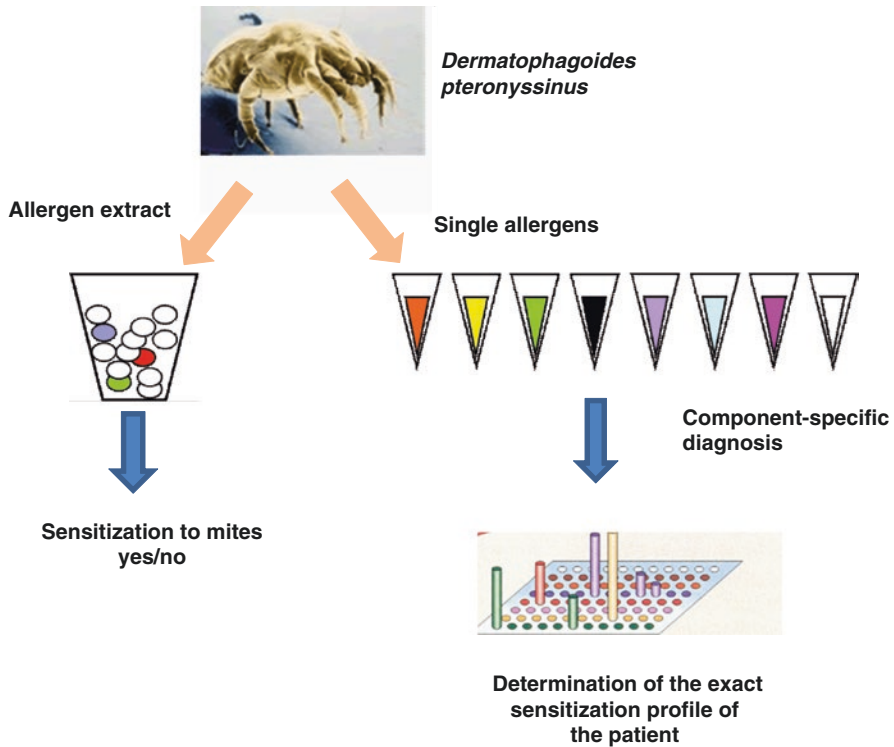 Dermatophagoides
pteronyssinus
Allergen extract
Single allergens
Component-specific
diagnosis
Sensitization to mites
yes/no
Determination of the exact
sensitization profile of
the patient